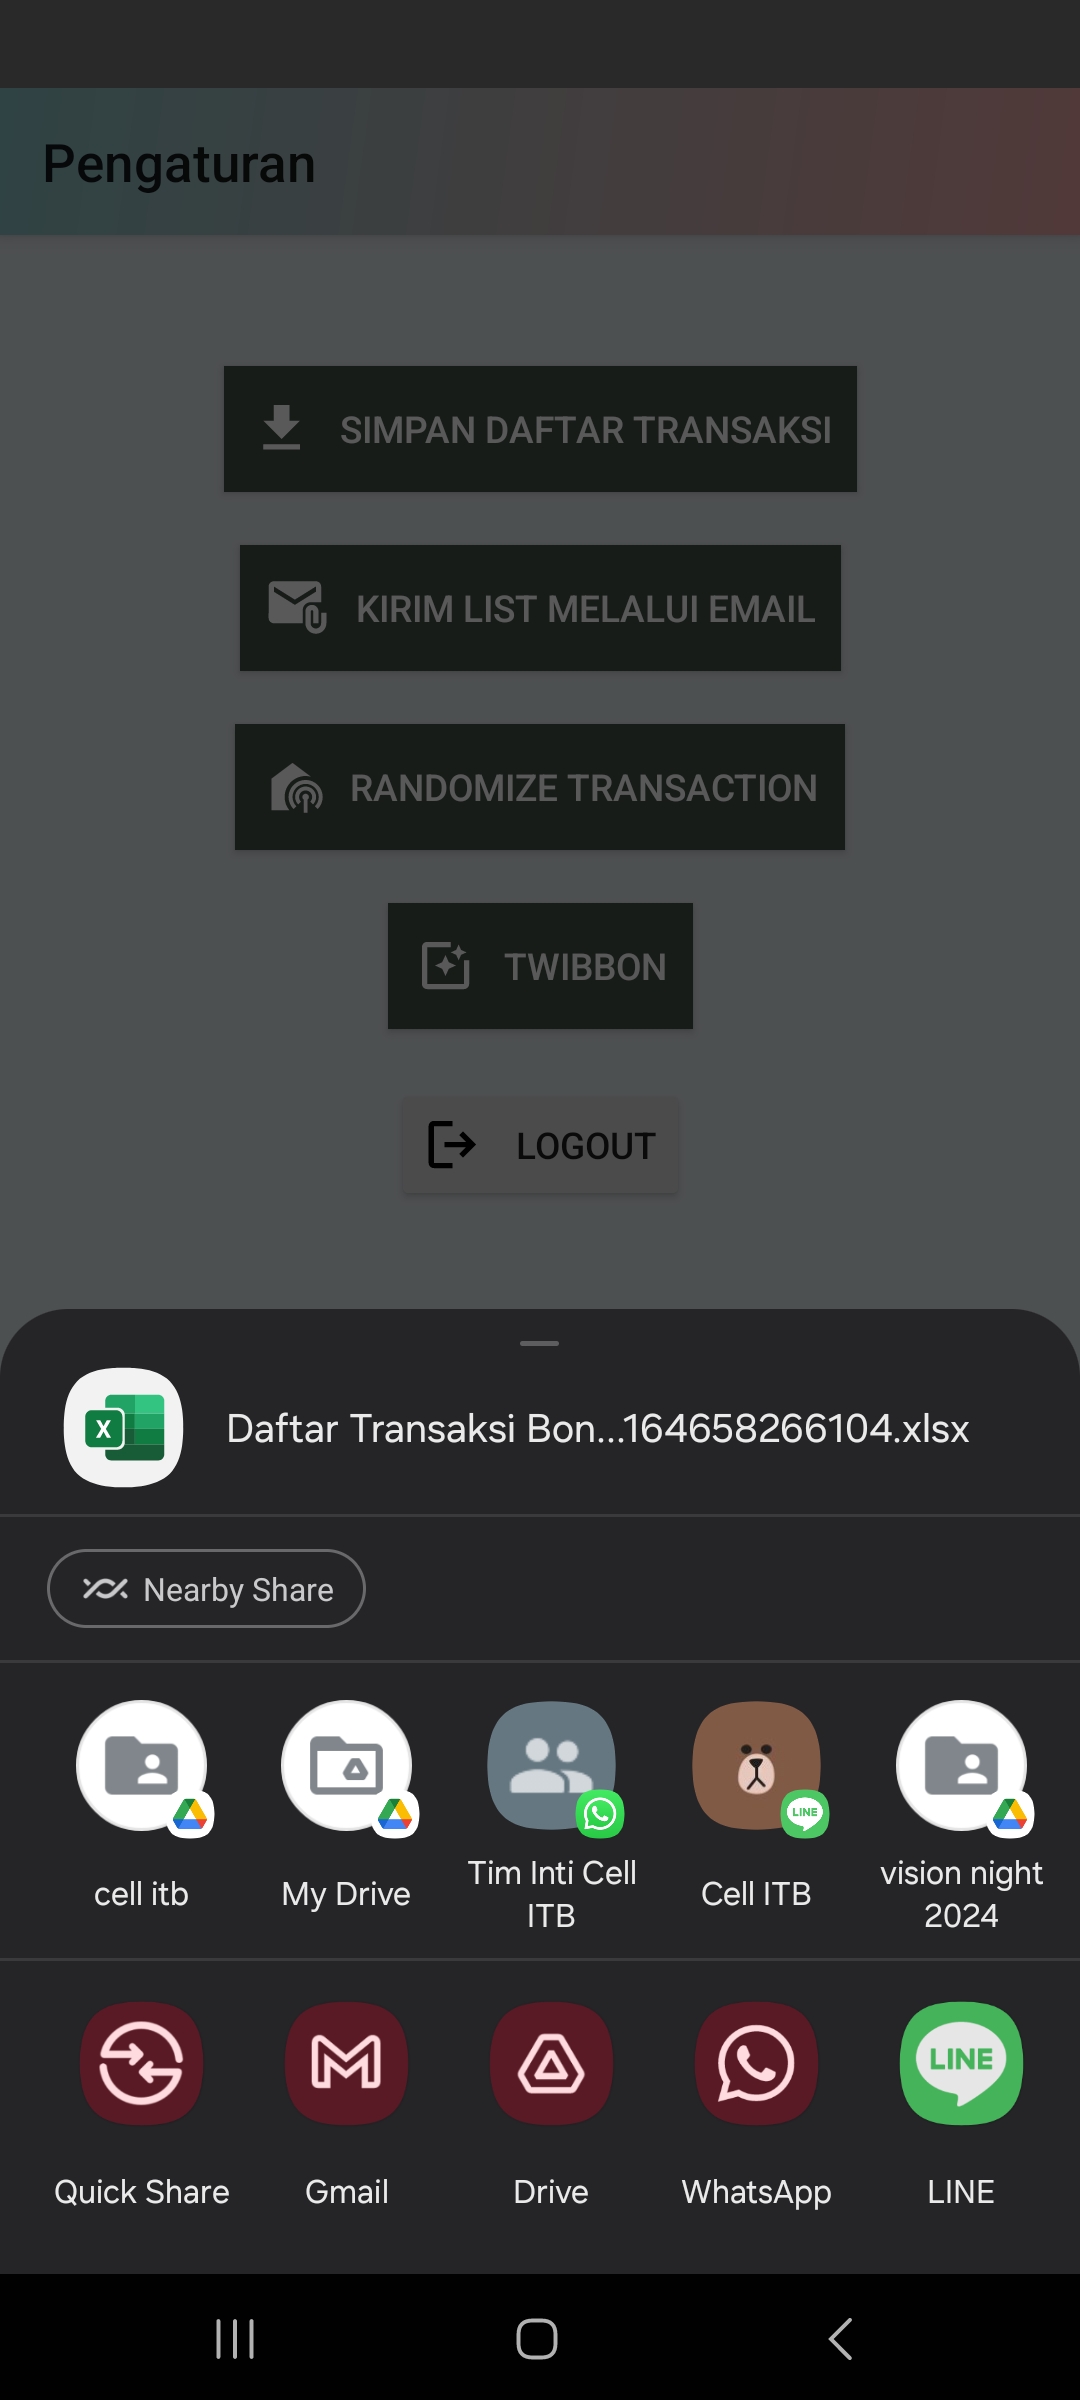 Pengaturan
SIMPAN DAFTAR TRANSAKSI
KIRIM LIST MELALUI EMAIL
RANDOMIZE TRANSACTION
TWIBBON
LOGOUT
X
Daftar Transaksi Bon...164658266104.xlsx
Nearby Share
LINE
cell itb
My Drive
Tim Inti Cell
ITB
Cell ITB
vision night
2024
LINE
Quick Share
Gmail
Drive
WhatsApp
LINE